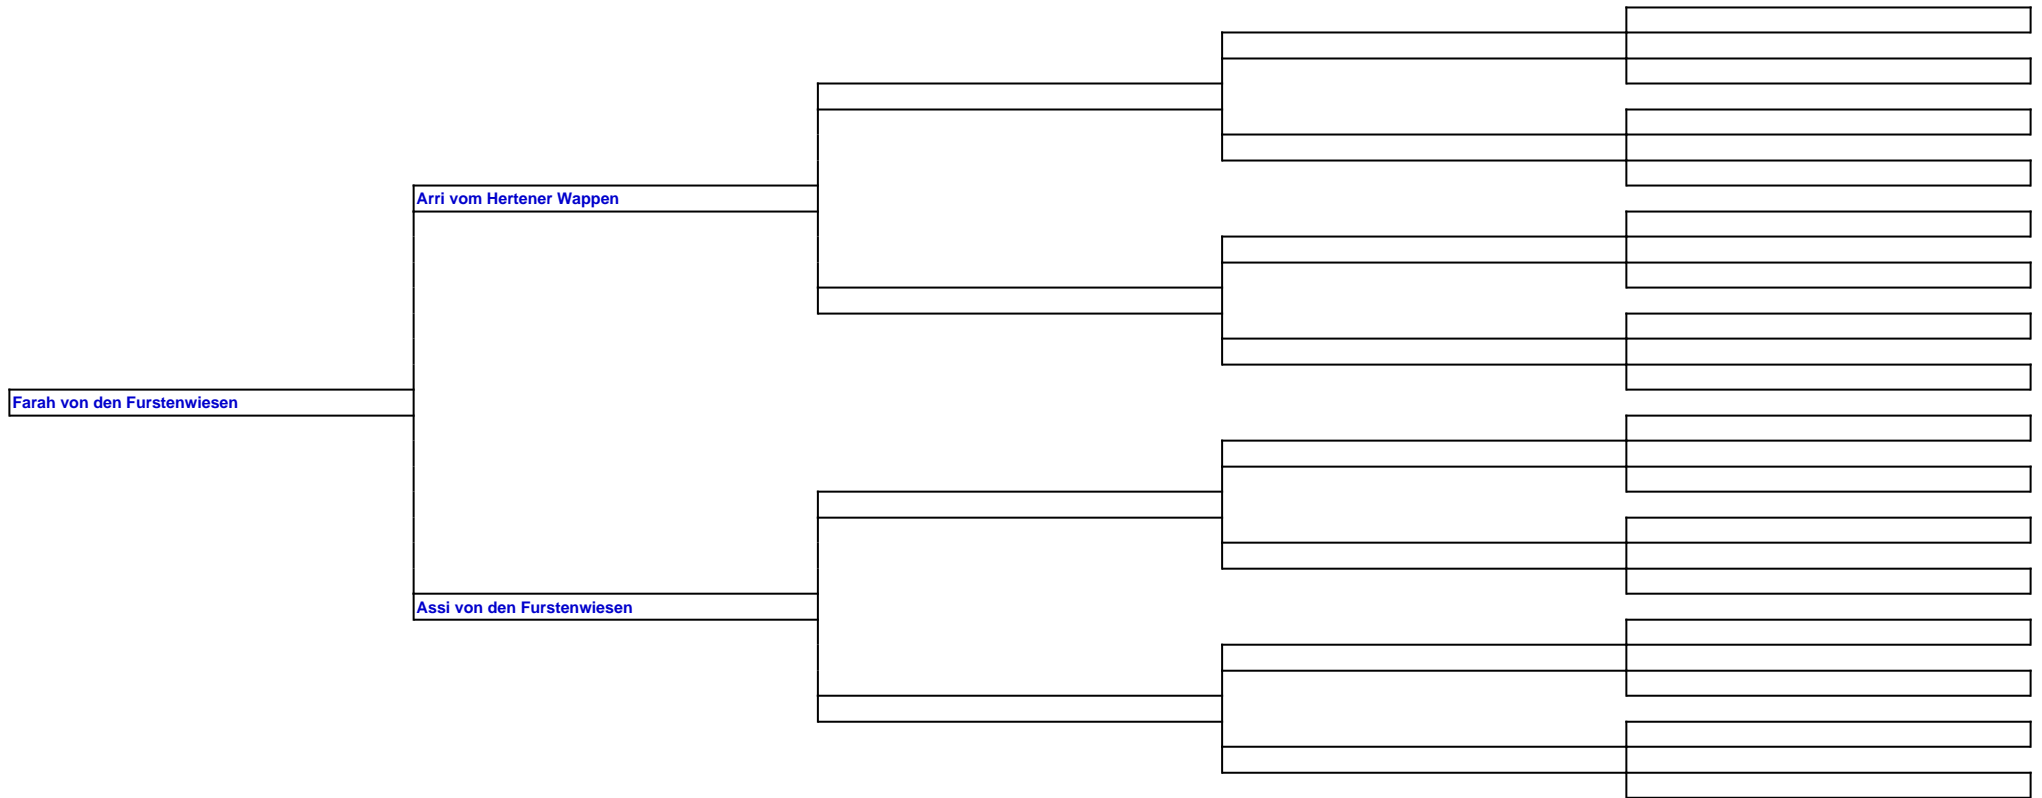 Arri vom Hertener Wappen
Farah von den Furstenwiesen
Assi von den Furstenwiesen